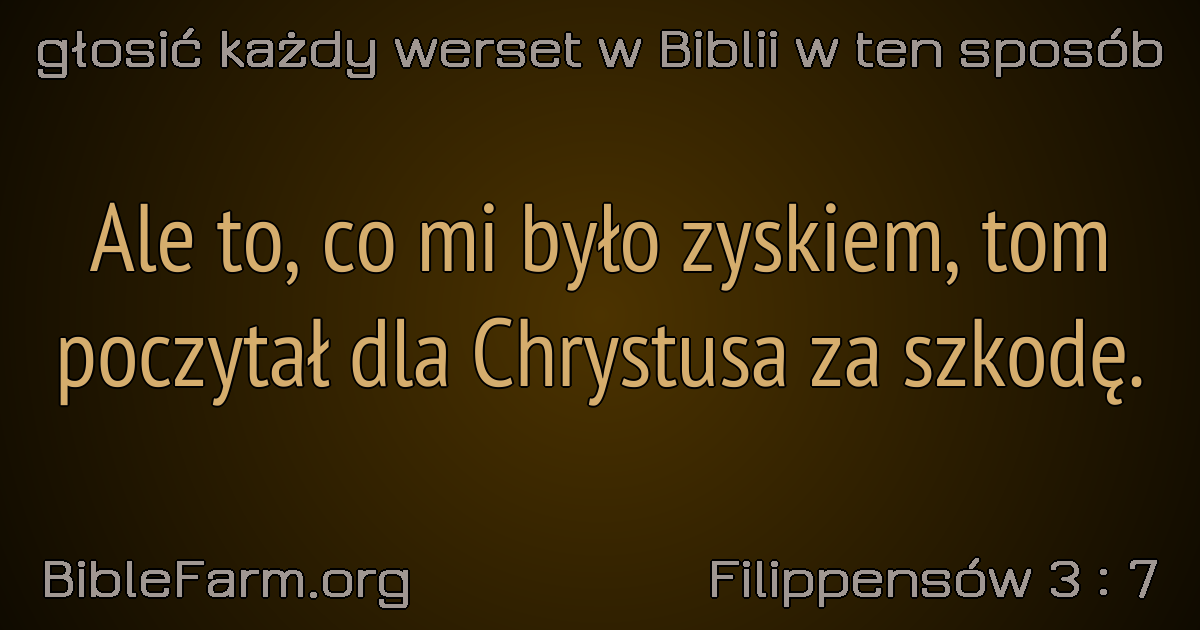 głosić każdy werset w Biblii w ten sposób
Ale to, co mi było zyskiem, tom
poczytał dla Chrystusa za szkodę.
BibleFarm.org
Filippensów 3 : 7